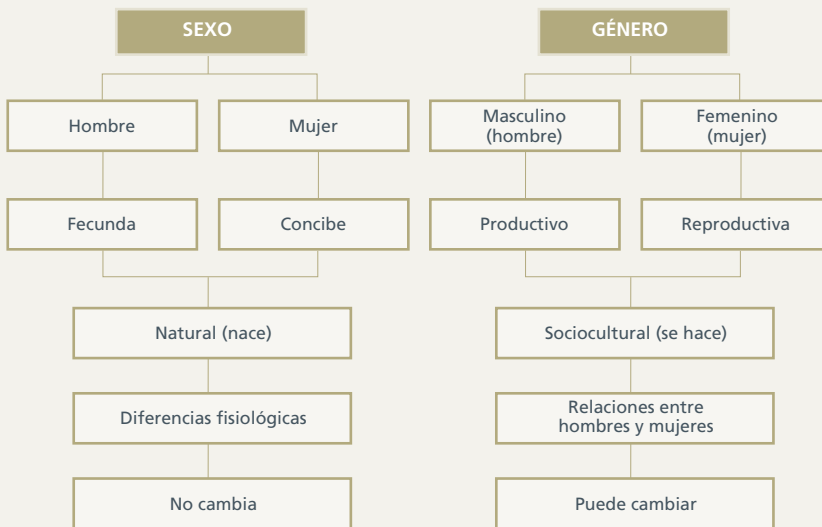 SEXO
GÉNERO
Hombre
Mujer
Masculino
(hombre)
Femenino
(mujer)
Fecunda
Concibe
Productivo
Reproductiva
Natural (nace)
Sociocultural (se hace)
Diferencias fisiológicas
Relaciones entre
hombres y mujeres
No cambia
Puede cambiar